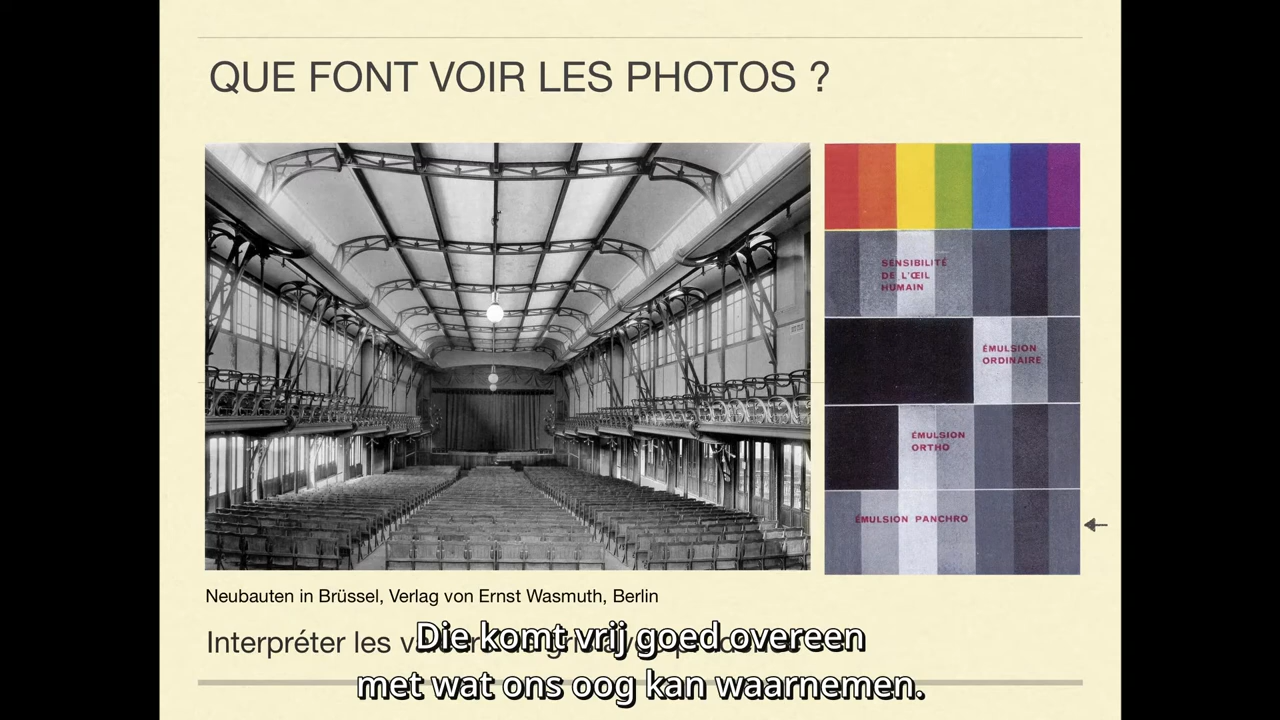 QUE FONT VOIR LES PHOTOS ?
SENSIBILITÉ
DE L'ŒIL
HUMAIN
ÉMULSION
ORDINAIRE
ÉMULSION
ORTHO
ÉMULSION PANCHRO
Neubauten in Brüssel, Verlag von Ernst Wasmuth, Berlin
Interpréter les
Die komt vrij goed overeen
met wat ons oog kan waarnemen.